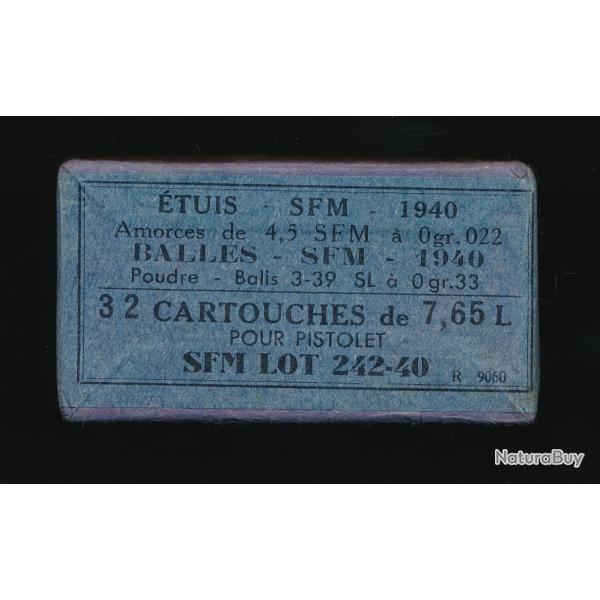 ÉTUIS - SFM - 1940
Amorces de 4,5 SFM à 0gr.022
BALLES - SFM - 1940
Poudre - Balis 3-39 SL à 0gr.33
32 CARTOUCHES de 7,65 L
POUR PISTOLET
SFM LOT 242-40 R 9060
NaturaBuy